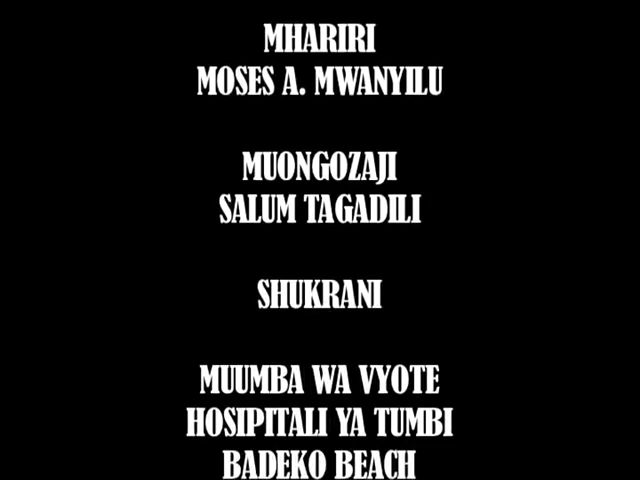 MHARIRI
MOSES A. MWANYILU
MUONGOZAJI
SALUM TAGADILI
SHUKRANI
MUUMBA WA VYOTE
HOSIPITALI YA TUMBI
BADEKO BEACH